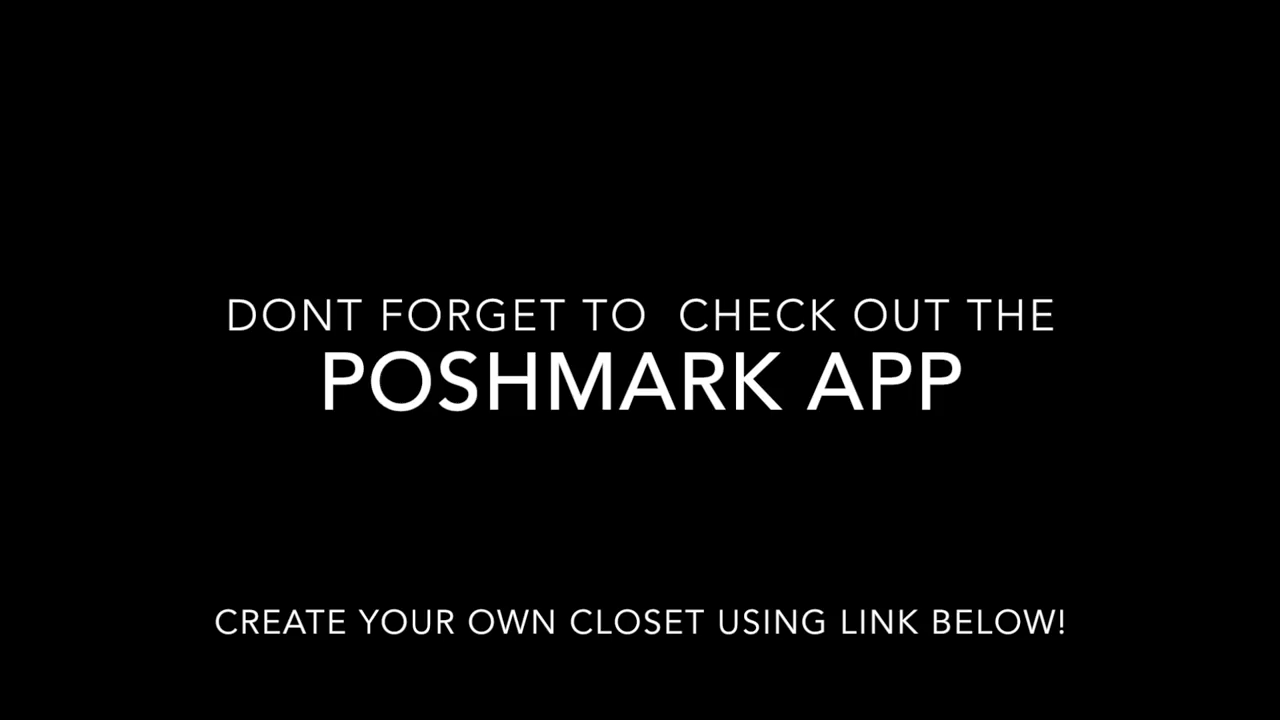 DONT FORGET TO  CHECK OUT THE
POSHMARK APP
CREATE YOUR OWN CLOSET USING LINK BELOW!